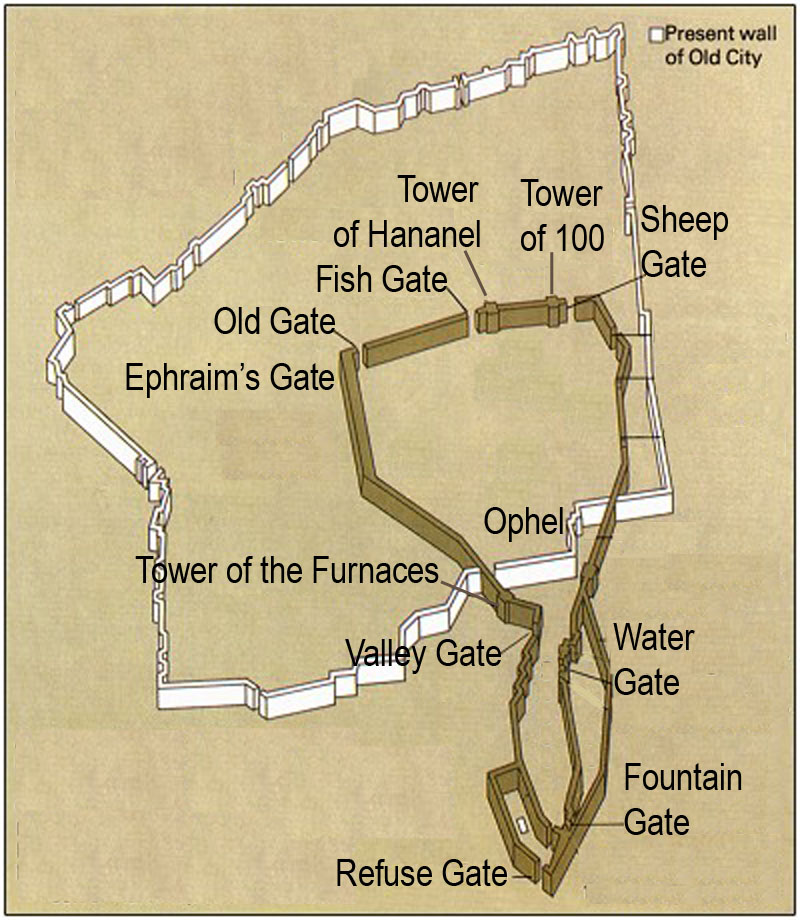 Present wall
of Old City
Tower
of Hananel
Tower
of 100
Sheep
Gate
Fish Gate
Old Gate
Ephraim's Gate
Ophel
Tower of the Furnaces
Valley Gate
Water
Gate
Fountain
Gate
Refuse Gate